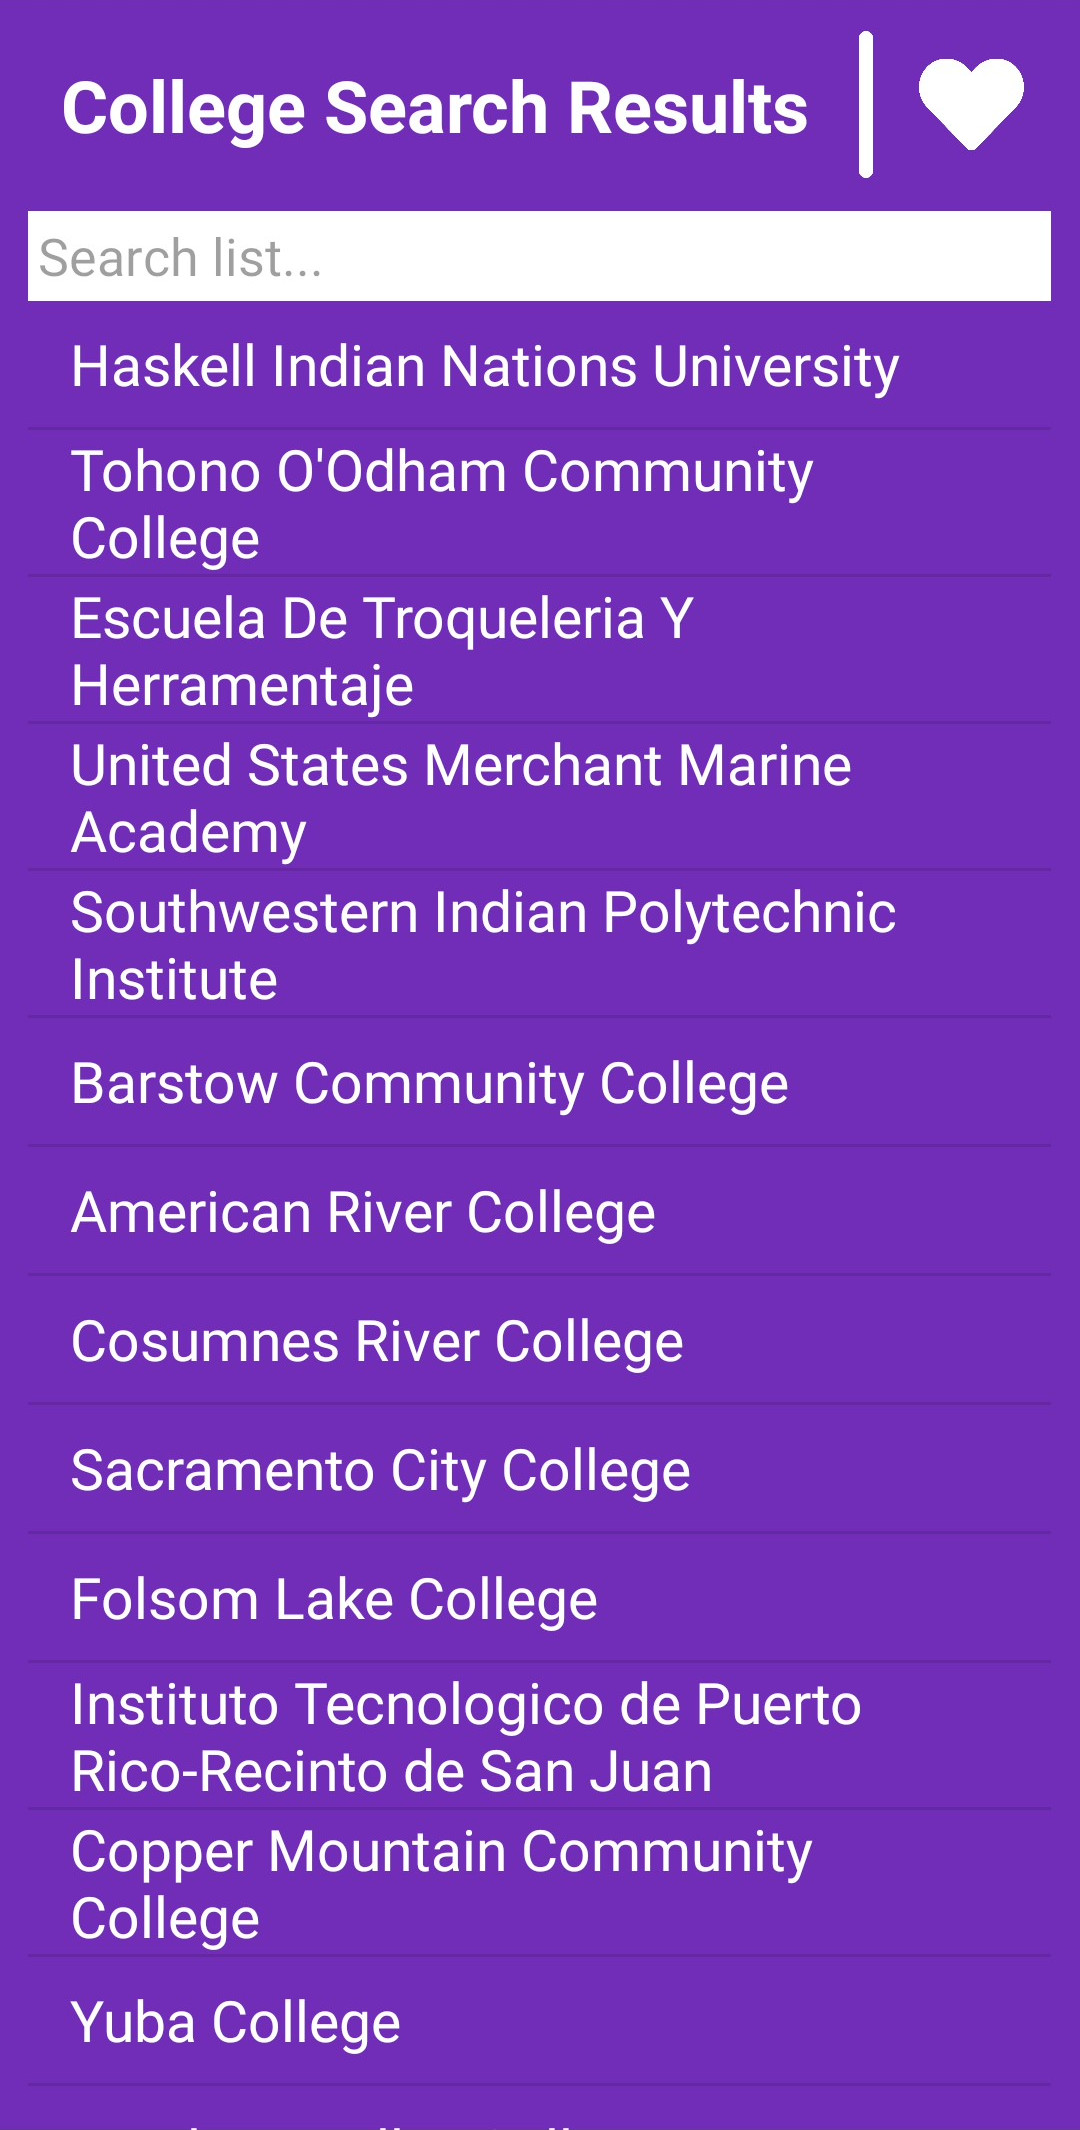 College Search Results
Search list...
Haskell Indian Nations University
Tohono O'Odham Community
College
Escuela De Troqueleria Y
Herramentaje
United States Merchant Marine
Academy
Southwestern Indian Polytechnic
Institute
Barstow Community College
American River College
Cosumnes River College
Sacramento City College
Folsom Lake College
Instituto Tecnologico de Puerto
Rico-Recinto de San Juan
Copper Mountain Community
College
Yuba College